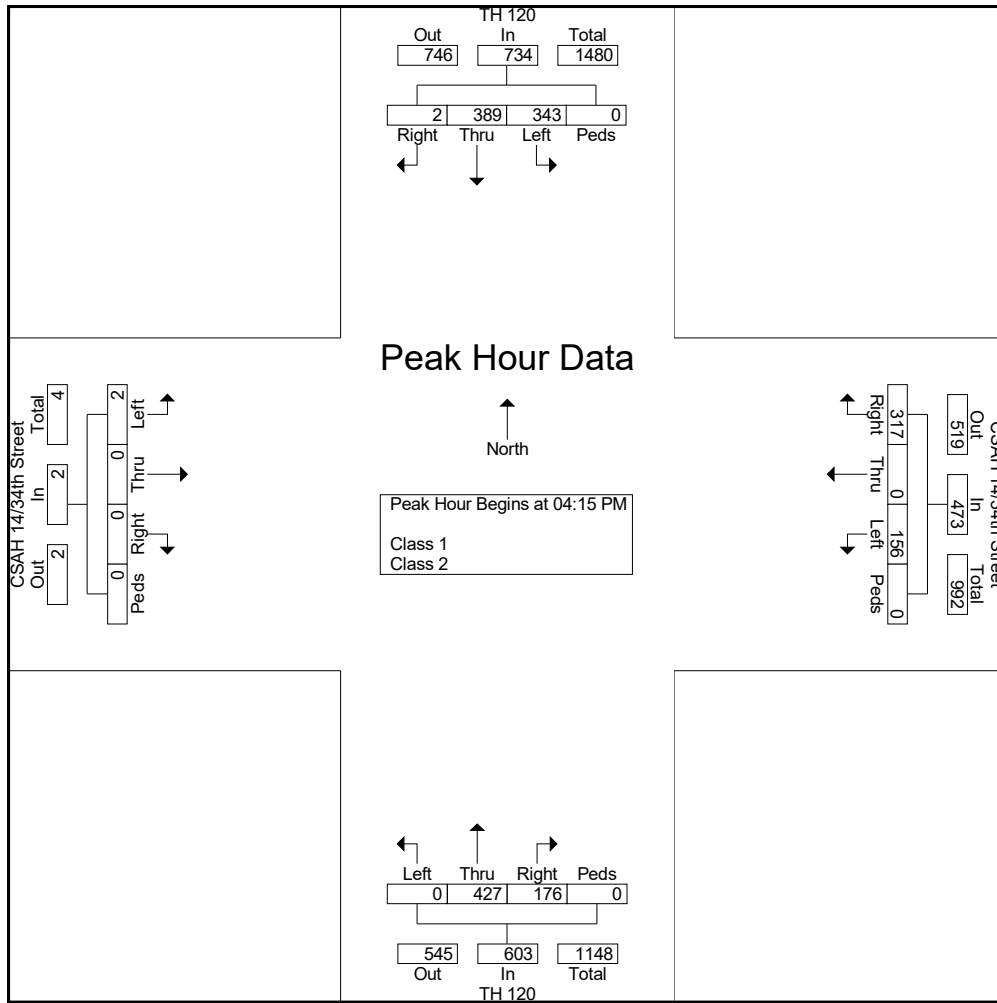 TH 120
Out In Total
746 734 1480
2 389 343 0
Right Thru Left Peds
Peak Hour Data
North
Peak Hour Begins at 04:15 PM
Class 1
Class 2
CSAH 14/34th Street
Total In Out
4 2 2
2 0 0 0
Left Thru Right Peds
Right Thru Left Peds
317 0 156 0
Out In Total
519 473 992
CSAH 14/34th Street
Left Thru Right Peds
0 427 176 0
545 603 1148
Out In Total
TH 120